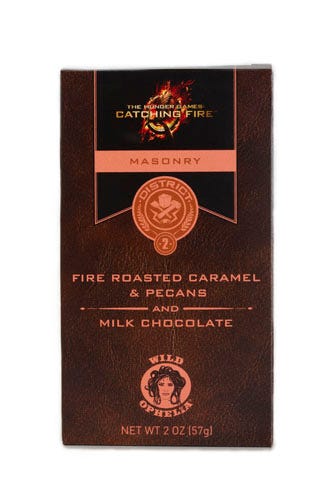 THE HUNGER GAMES
CATCHING FIRE
MASONRY
DISTRICT
2
FIRE ROASTED CARAMEL
& PECANS
AND
MILK CHOCOLATE
WILD
OPHELIA
NET WT 2 OZ (57g)